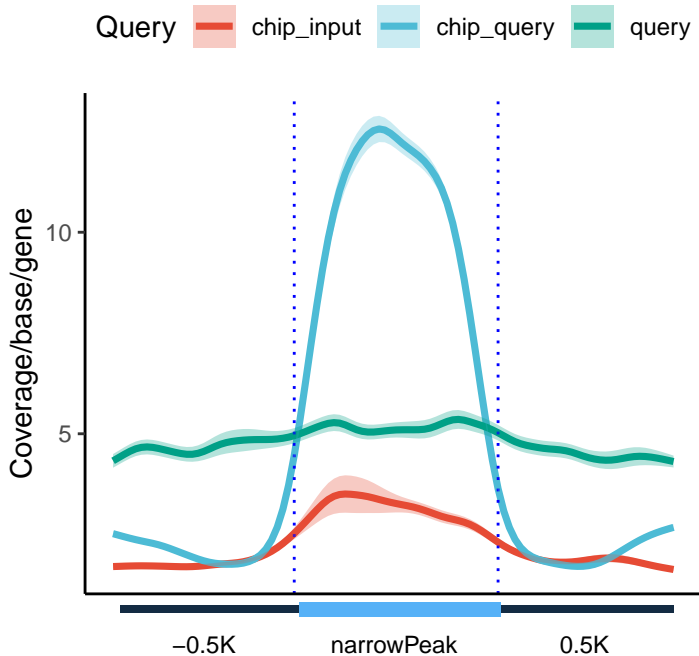 Query chip_input chip_query query
Coverage/base/gene
10
5
−0.5K narrowPeak 0.5K